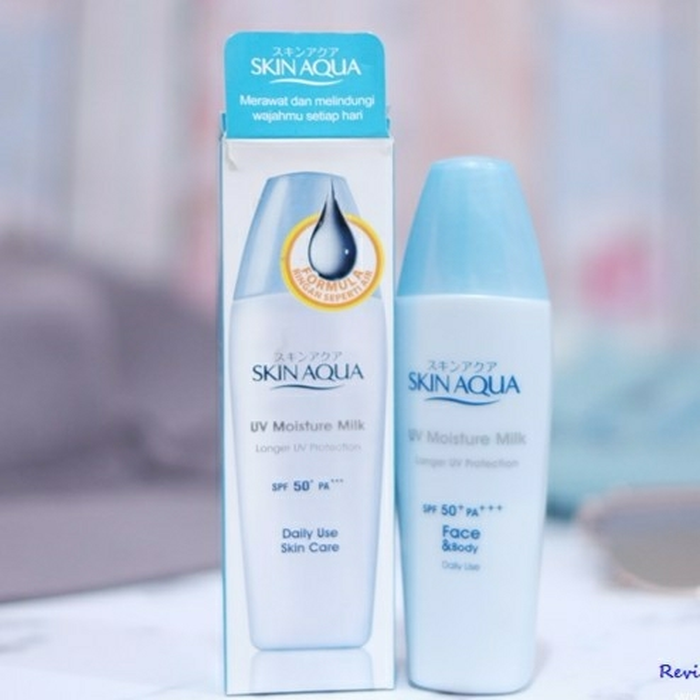 スキンアクア
SKIN AQUA
Merawat dan melindungi
wajahmu setiap hari
FORMULA
RINGAN SEPERTI AIR
スキンアクア
SKIN AQUA
UV Moisture Milk
Longer UV Protection
SPF 50+ PA+++
Daily Use
Skin Care
スキンアクア
SKIN AQUA
UV Moisture Milk
Longer UV Protection
SPF 50+ PA+++
Face
&Body
Daily Use
Revi